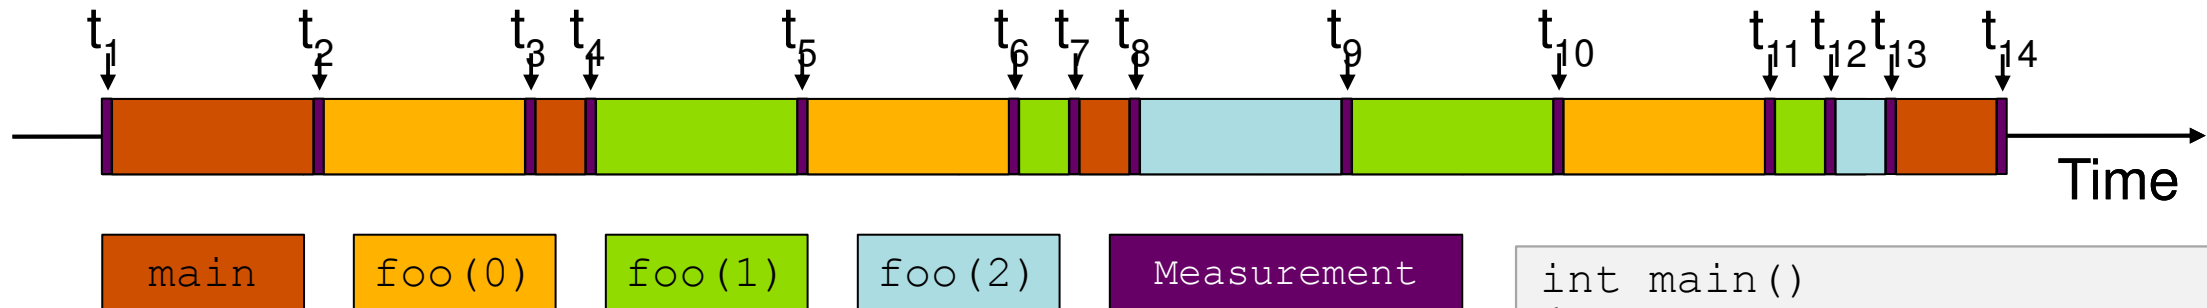 t1 t2 t3 t4 t5 t6 t7 t8 t9 t10 t11 t12 t13 t14
Time
main foo(0) foo(1) foo(2) Measurement int main()